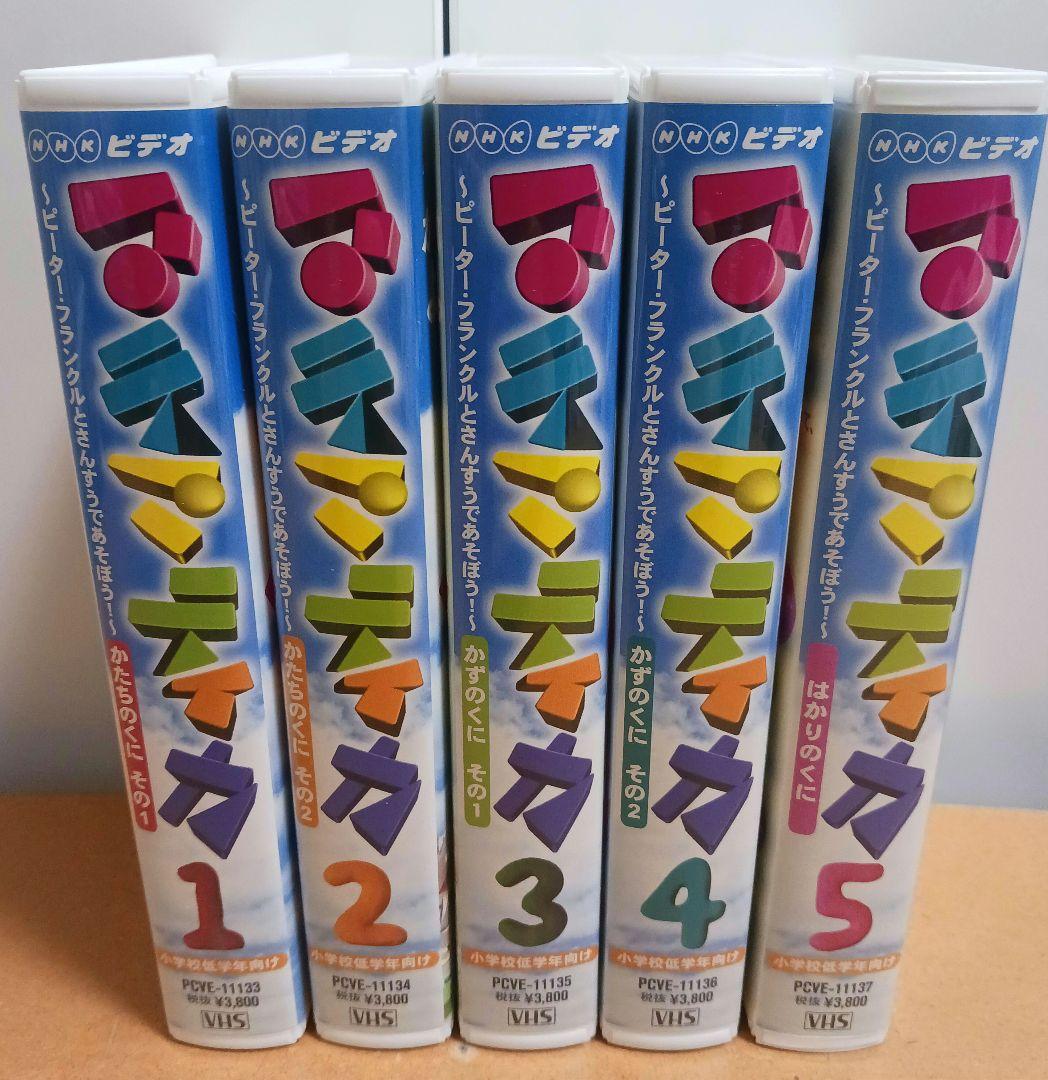 NHKビデオ
マテマティカ
～ピーター・フランクルとさんすうであそぼう！～
かたちのくに その1
1
小学校低学年向け
PCVE-11133
税抜 ¥3,800
VHS
NHKビデオ
マテマティカ
～ピーター・フランクルとさんすうであそぼう！～
かたちのくに その2
2
小学校低学年向け
PCVE-11134
税抜 ¥3,800
VHS
NHKビデオ
マテマティカ
～ピーター・フランクルとさんすうであそぼう！～
かずのくに その1
3
小学校低学年向け
PCVE-11135
税抜 ¥3,800
VHS
NHKビデオ
マテマティカ
～ピーター・フランクルとさんすうであそぼう！～
かずのくに その2
4
小学校低学年向け
PCVE-11136
税抜 ¥3,800
VHS
NHKビデオ
マテマティカ
～ピーター・フランクルとさんすうであそぼう！～
はかりのくに
5
小学校低学年向け
PCVE-11137
税抜 ¥3,800
VHS